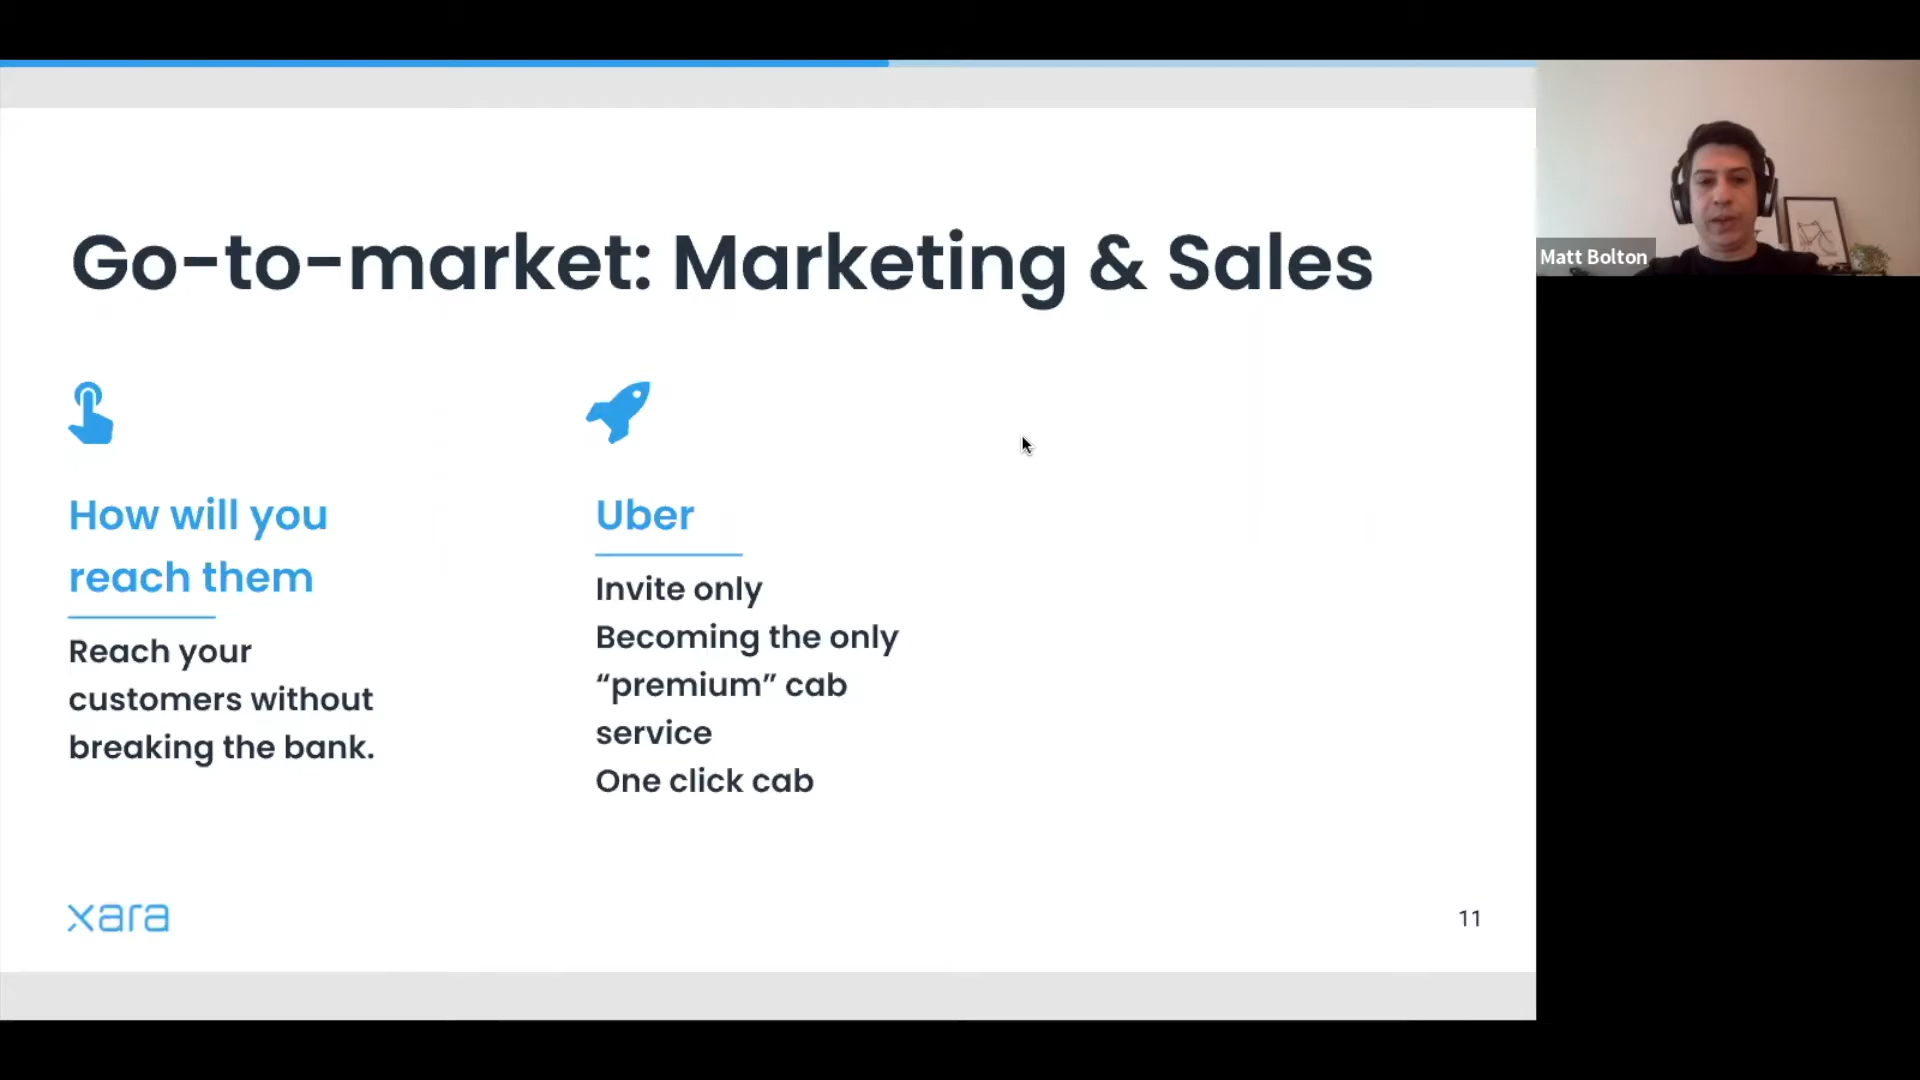 Go-to-market: Marketing & Sales
How will you
reach them
Reach your
customers without
breaking the bank.
Uber
Invite only
Becoming the only
“premium” cab
service
One click cab
xara
11
Matt Bolton